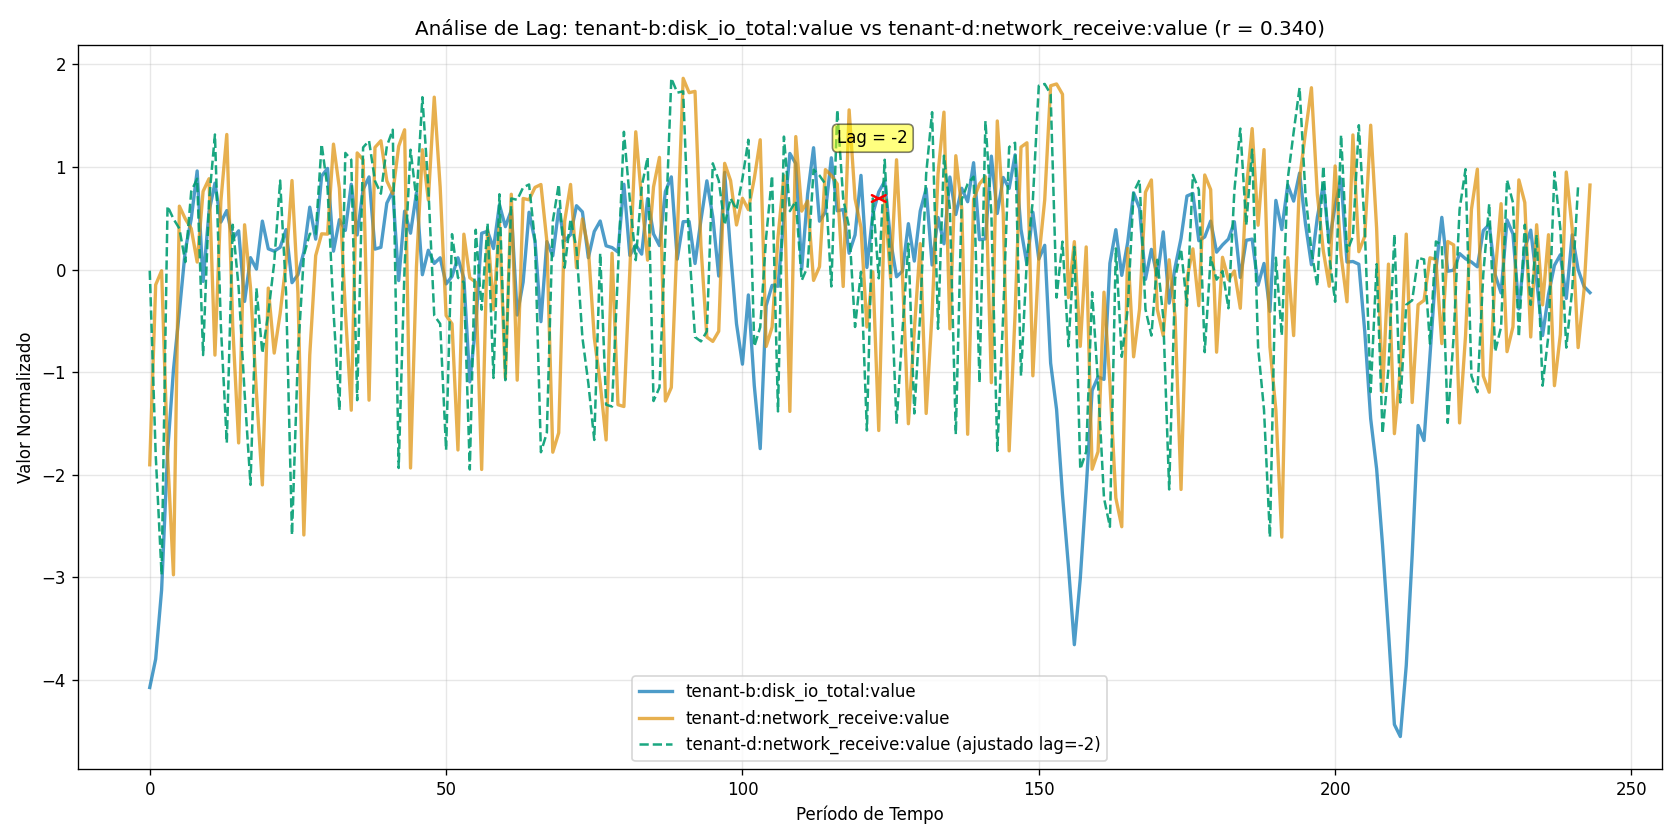 Análise de Lag: tenant-b:disk_io_total:value vs tenant-d:network_receive:value (r = 0.340)
Valor Normalizado
2
1
0
−1
−2
−3
−4
Lag = -2
tenant-b:disk_io_total:value
tenant-d:network_receive:value
tenant-d:network_receive:value (ajustado lag=-2)
0
50
100
150
200
250
Período de Tempo